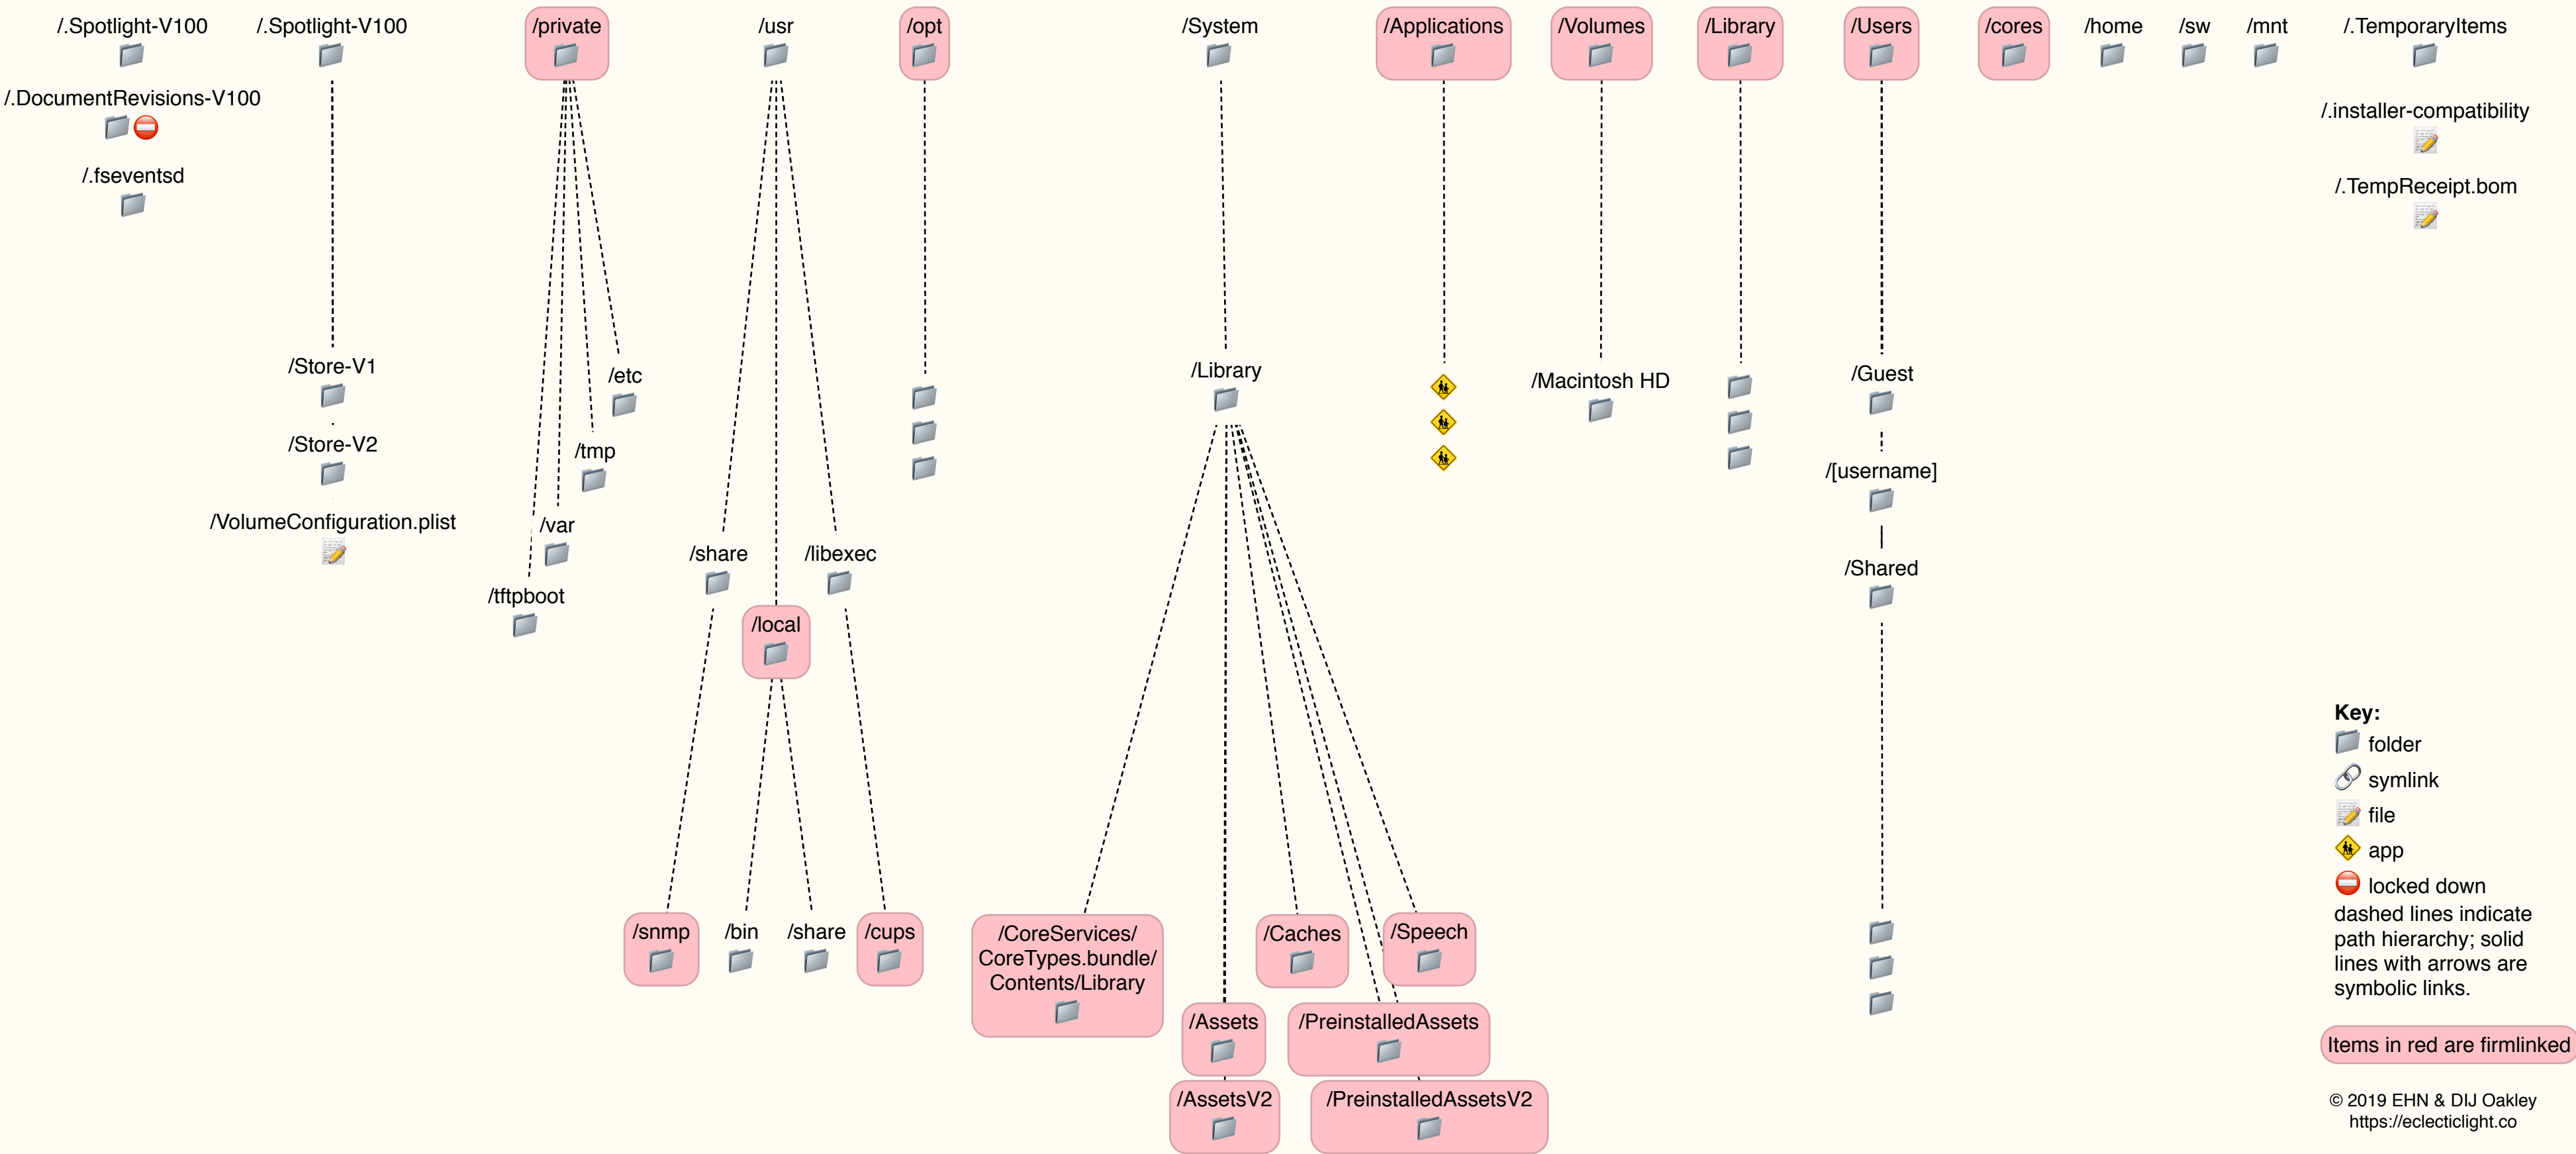 /.Spotlight-V100
/.Spotlight-V100
/private
/usr
/opt
/System
/Applications
/Volumes
/Library
/Users
/cores
/home
/sw
/mnt
/.TemporaryItems
/.DocumentRevisions-V100
/.installer-compatibility
/.fseventsd
/.TempReceipt.bom
/Store-V1
/etc
/Library
/Macintosh HD
/Guest
/Store-V2
/tmp
/[username]
/VolumeConfiguration.plist
/var
/share
/libexec
/Shared
/tftpboot
/local
/snmp
/bin
/share
/cups
/CoreServices/
CoreTypes.bundle/
Contents/Library
/Caches
/Speech
/Assets
/PreinstalledAssets
/AssetsV2
/PreinstalledAssetsV2
Key:
folder
symlink
file
app
locked down
dashed lines indicate
path hierarchy; solid
lines with arrows are
symbolic links.
Items in red are firmlinked
© 2019 EHN & DIJ Oakley
https://eclecticlight.co